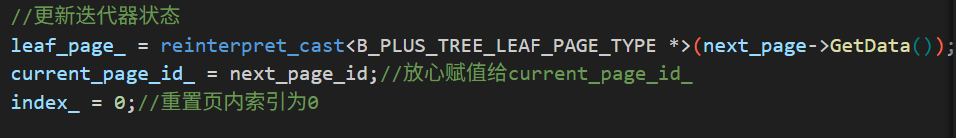 //更新迭代器状态
leaf_page_ = reinterpret_cast<B_PLUS_TREE_LEAF_PAGE_TYPE *>(next_page->GetData());
current_page_id_ = next_page_id;//放心赋值给current_page_id_
index_ = 0;//重置页内索引为0